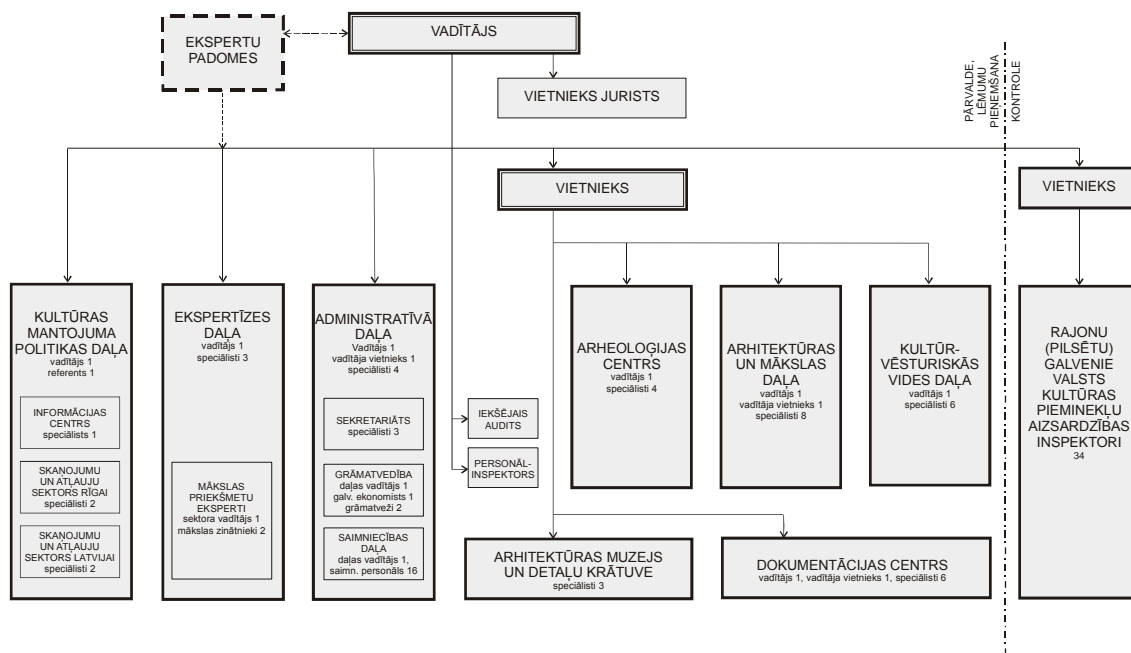 VADĪTĀJS
EKSPERTU
PADOMES
VIETNIEKS JURISTS
PĀRVALDE,
LĒMUMU
PIEŅEMŠANA
KONTROLE
VIETNIEKS
VIETNIEKS
KULTŪRAS
MANTOJUMA
POLITIKAS DAĻA
vadītājs 1
referents 1
INFORMĀCIJAS
CENTRS
speciālists 1
SKAŅOJUMU
UN ATĻAUJU
SEKTORS RĪGAI
speciālisti 2
SKAŅOJUMU
UN ATĻAUJU
SEKTORS LATVIJAI
speciālisti 2
EKSPERTĪZES
DAĻA
vadītājs 1
speciālisti 3
MĀKSLAS
PRIEKŠMETU
EKSPERTI
sektora vadītājs 1
mākslas zinātnieki 2
ADMINISTRATĪVĀ
DAĻA
Vadītājs 1
vadītāja vietnieks 1
speciālisti 4
SEKRETARIĀTS
speciālisti 3
GRĀMATVEDĪBA
daļas vadītājs 1
galv. ekonomists 1
grāmatveži 2
SAIMNIECĪBAS
DAĻA
daļas vadītājs 1,
saimn. personāls 16
IEKŠĒJAIS
AUDITS
PERSONĀL-
INSPEKTORS
ARHEOLOĢIJAS
CENTRS
vadītājs 1
speciālisti 4
ARHITEKTŪRAS
UN MĀKSLAS
DAĻA
vadītājs 1
vadītāja vietnieks 1
speciālisti 8
KULTŪR-
VĒSTURISKĀS
VIDES DAĻA
vadītājs 1
speciālisti 6
RAJONU
(PILSĒTU)
GALVENIE
VALSTS
KULTŪRAS
PIEMINEKĻU
AIZSARDZĪBAS
INSPEKTORI
34
ARHITEKTŪRAS MUZEJS
UN DETAĻU KRĀTUVE
speciālisti 3
DOKUMENTĀCIJAS CENTRS
vadītājs 1, vadītāja vietnieks 1, speciālisti 6